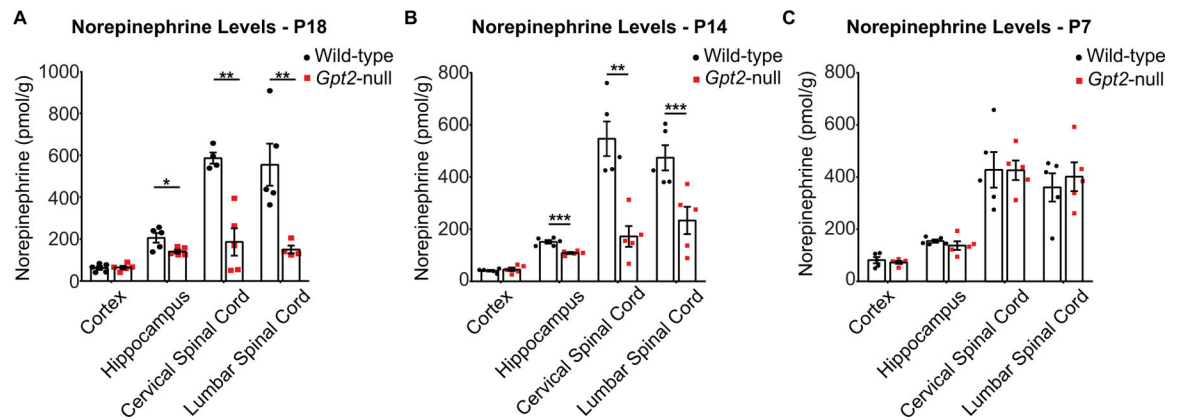 A
Norepinephrine Levels - P18
Wild-type
Gpt2-null
Norepinephrine (pmol/g)
1000
800
600
400
200
0
*
**
**
Cortex
Hippocampus
Cervical Spinal Cord
Lumbar Spinal Cord
B
Norepinephrine Levels - P14
Wild-type
Gpt2-null
Norepinephrine (pmol/g)
800
600
400
200
0
***
**
***
Cortex
Hippocampus
Cervical Spinal Cord
Lumbar Spinal Cord
C
Norepinephrine Levels - P7
Wild-type
Gpt2-null
Norepinephrine (pmol/g)
800
600
400
200
0
Cortex
Hippocampus
Cervical Spinal Cord
Lumbar Spinal Cord